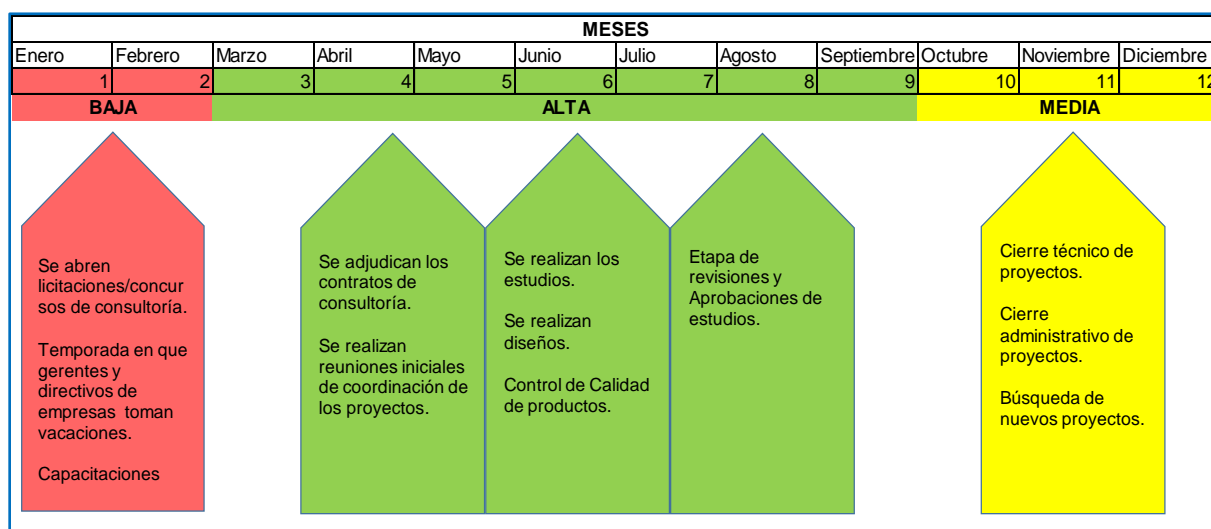 MESES
Enero Febrero Marzo Abril Mayo Junio Julio Agosto Septiembre Octubre Noviembre Diciembre
1 2 3 4 5 6 7 8 9 10 11 12
BAJA ALTA MEDIA
Se abren
licitaciones/concur
sos de consultoría.
Temporada en que
gerentes y
directivos de
empresas toman
vacaciones.
Capacitaciones
Se adjudican los
contratos de
consultoría.
Se realizan
reuniones iniciales
de coordinación de
los proyectos.
Se realizan los
estudios.
Se realizan
diseños.
Control de Calidad
de productos.
Etapa de
revisiones y
Aprobaciones de
estudios.
Cierre técnico de
proyectos.
Cierre
administrativo de
proyectos.
Búsqueda de
nuevos proyectos.